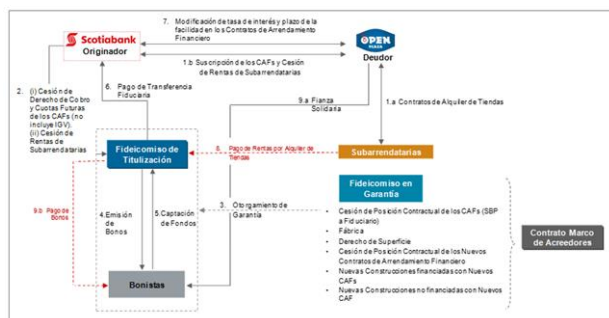 7. Modificación de tasa de interés y plazo de la
facilidad en los Contratos de Arrendamiento
Financiero
Scotiabank
Originador
OPEN
PLAZA
Deudor
1.b Suscripción de los CAFs y Cesión
de Rentas de Subarrendatarias
2. (i) Cesión de
Derecho de Cobro
y Cuotas Futuras
de los CAFs (no
incluye IGV).
(ii) Cesión de
Rentas de
Subarrendatarias
6. Pago de Transferencia
Fiduciaria
9.a Fianza
Solidaria
1.a Contratos de Alquiler de Tiendas
Fideicomiso de
Titulización
8. Pago de Rentas por Alquiler de
Tiendas
Subarrendatarias
9.b Pago de
Bonos
4. Emisión
de
Bonos
5. Captación
de Fondos
3. Otorgamiento de
Garantía
Fideicomiso en
Garantía
• Cesión de Posición Contractual de los CAFs (SBP
a Fiduciario)
• Fábrica
• Derecho de Superficie
• Cesión de Posición Contractual de los Nuevos
Contratos de Arrendamiento Financiero
• Nuevas Construcciones financiadas con Nuevos
CAFs
• Nuevas Construcciones no financiadas con Nuevos
CAF
Contrato Marco
de Acreedores
Bonistas